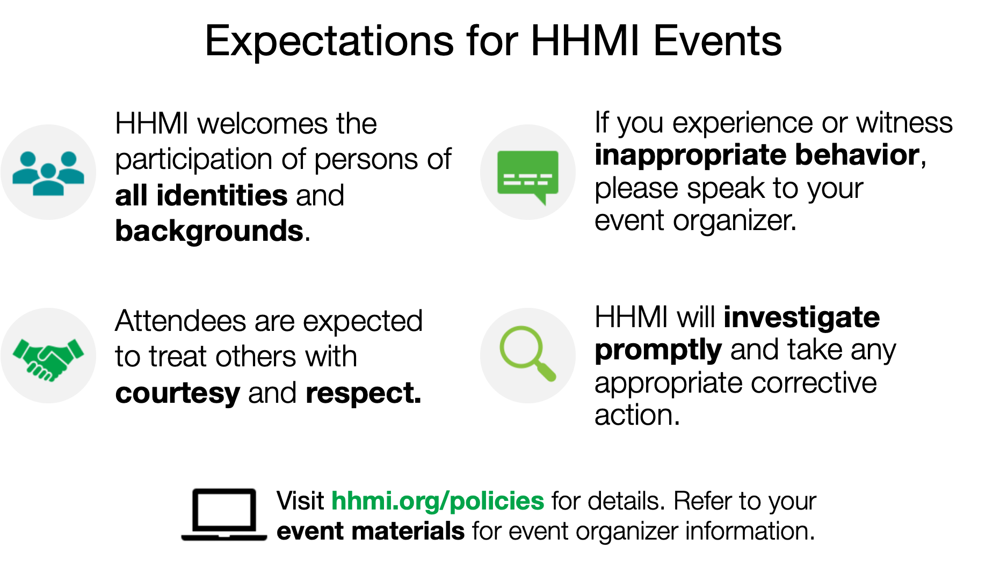 Expectations for HHMI Events
HHMI welcomes the
participation of persons of
all identities and
backgrounds.
If you experience or witness
inappropriate behavior,
please speak to your
event organizer.
Attendees are expected
to treat others with
courtesy and respect.
HHMI will investigate
promptly and take any
appropriate corrective
action.
Visit hhmi.org/policies for details. Refer to your
event materials for event organizer information.